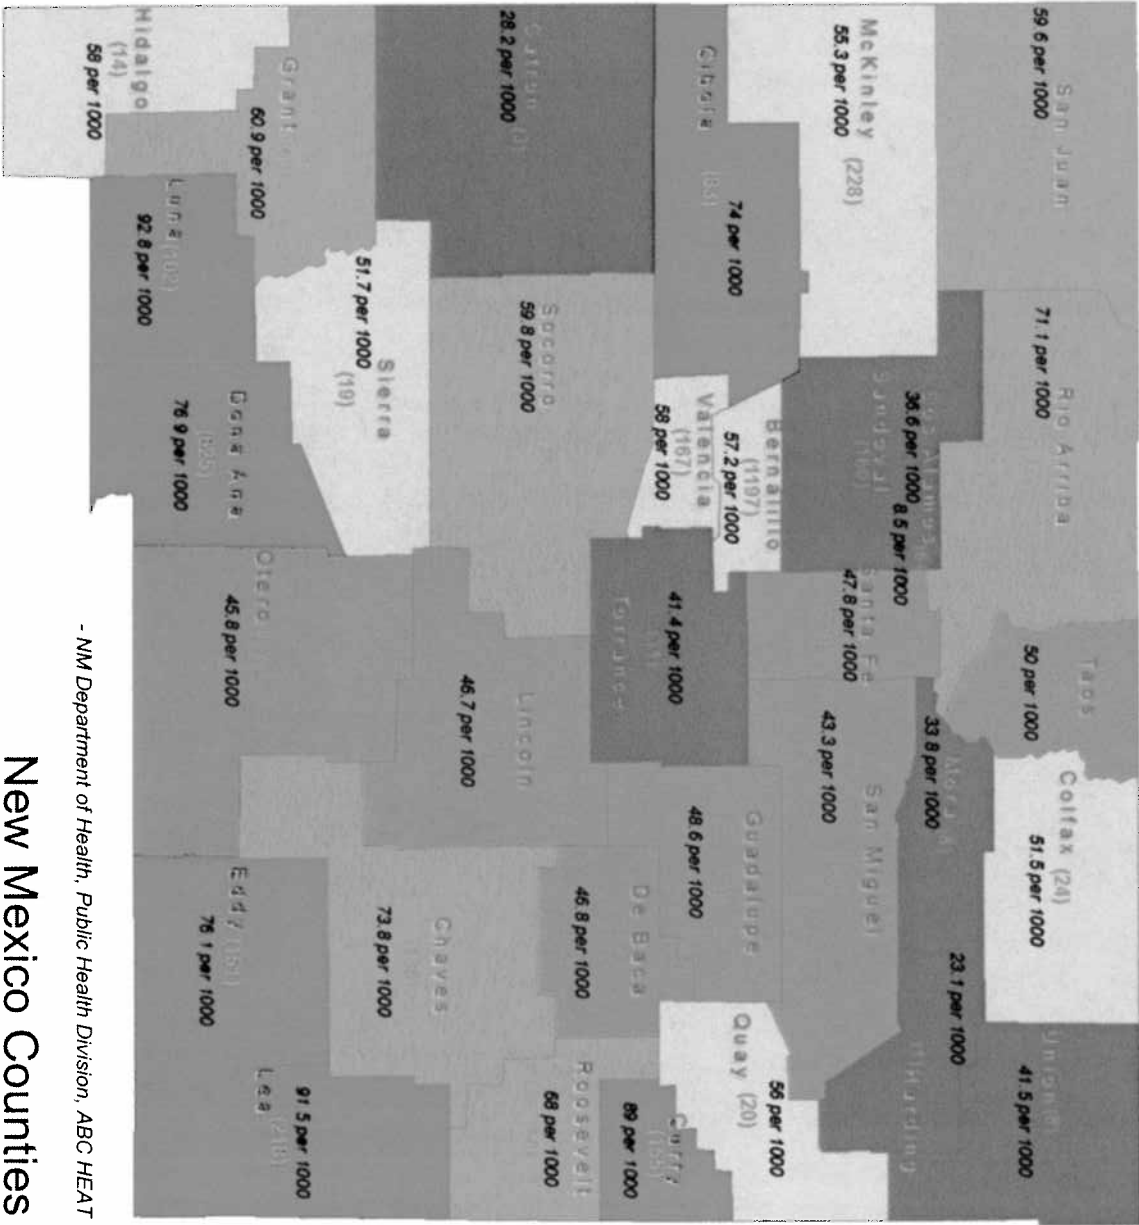 San Juan
59.6 per 1000
Rio Arriba
71.1 per 1000
Taos
50 per 1000
Colfax (24)
51.5 per 1000
Union
41.5 per 1000
McKinley (228)
55.3 per 1000
Los Alamos
36.6 per 1000
8.5 per 1000
Sandoval
Santa Fe
47.8 per 1000
Mora
33.8 per 1000
23.1 per 1000
Harding
San Miguel
43.3 per 1000
Cibola
74 per 1000
Bernalillo
(1197)
57.2 per 1000
Valencia
(167)
58 per 1000
Torrance
41.4 per 1000
Guadalupe
48.6 per 1000
Quay (20)
56 per 1000
Catron
28.2 per 1000
Socorro
59.8 per 1000
De Baca
46.8 per 1000
Curry
89 per 1000
Roosevelt
68 per 1000
Lincoln
46.7 per 1000
Chaves
73.8 per 1000
Sierra
(19)
51.7 per 1000
Grant
60.9 per 1000
Hidalgo
(14)
58 per 1000
Luna
92.8 per 1000
Dona Ana
76.9 per 1000
Otero
45.8 per 1000
Eddy
76.1 per 1000
Lea
91.5 per 1000
- NM Department of Health, Public Health Division, ABC HEAT
New Mexico Counties